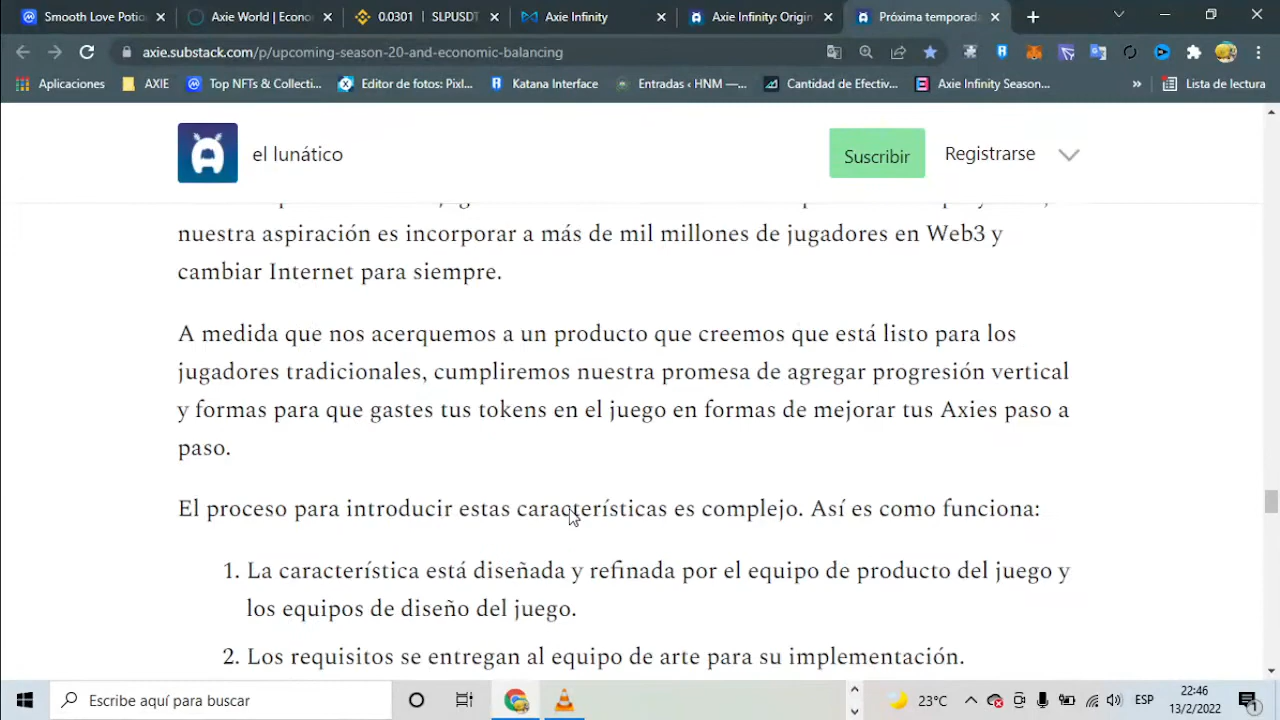 Smooth Love Potio
Axie World | Econo
0.0301 | SLPUSDT
Axie Infinity
Axie Infinity: Origin
Próxima temporada
axie.substack.com/p/upcoming-season-20-and-economic-balancing
Aplicaciones
AXIE
Top NFTs & Collecti...
Editor de fotos: Pixl...
Katana Interface
Entradas ‹ HNM —...
Cantidad de Efectiv...
Axie Infinity Season...
»
Lista de lectura
el lunático
Suscribir
Registrarse
nuestra aspiración es incorporar a más de mil millones de jugadores en Web3 y
cambiar Internet para siempre.
A medida que nos acerquemos a un producto que creemos que está listo para los
jugadores tradicionales, cumpliremos nuestra promesa de agregar progresión vertical
y formas para que gastes tus tokens en el juego en formas de mejorar tus Axies paso a
paso.
El proceso para introducir estas características es complejo. Así es como funciona:
1. La característica está diseñada y refinada por el equipo de producto del juego y
los equipos de diseño del juego.
2. Los requisitos se entregan al equipo de arte para su implementación.
Escribe aquí para buscar
23°C
ESP
22:46
13/2/2022
1